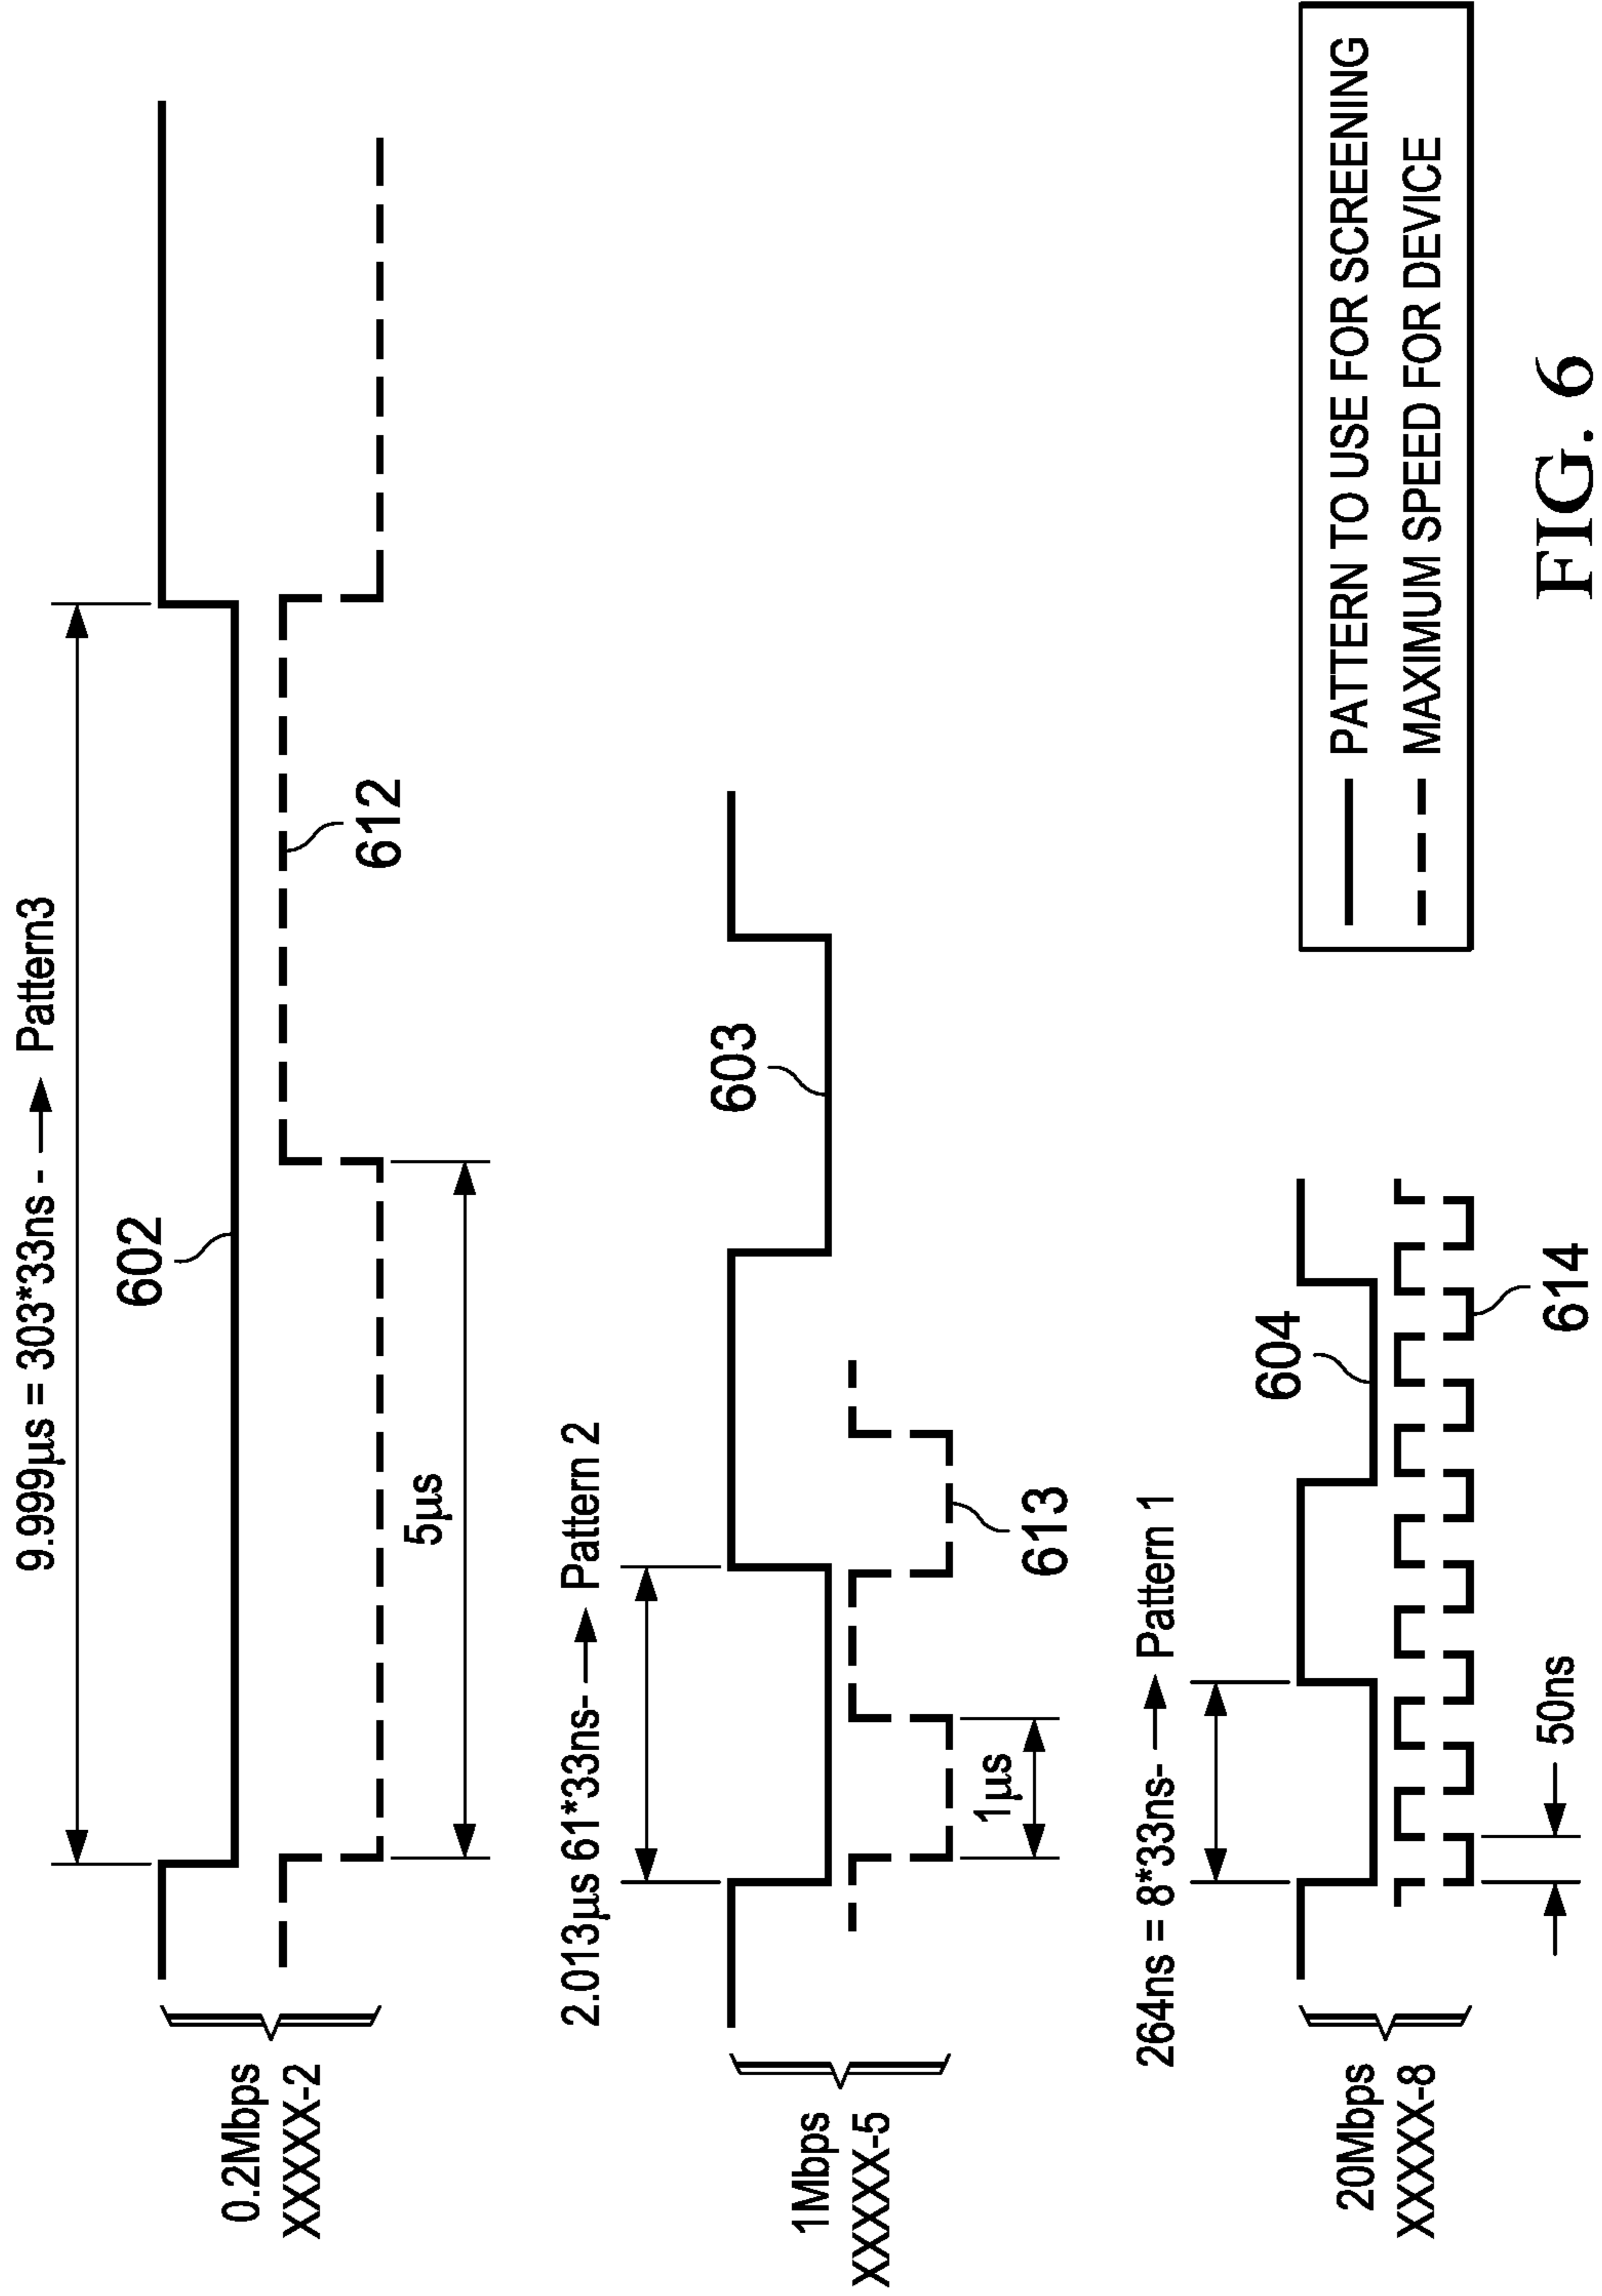 9.999µs = 303*33ns - Pattern3
602
0.2Mbps
XXXXX-2
612
5µs
2.013µs 61*33ns- Pattern 2
603
1Mbps
XXXXX-5
1µs
613
264ns = 8*33ns- Pattern 1
604
20Mbps
XXXXX-8
50ns
614
PATTERN TO USE FOR SCREENING
MAXIMUM SPEED FOR DEVICE
FIG. 6